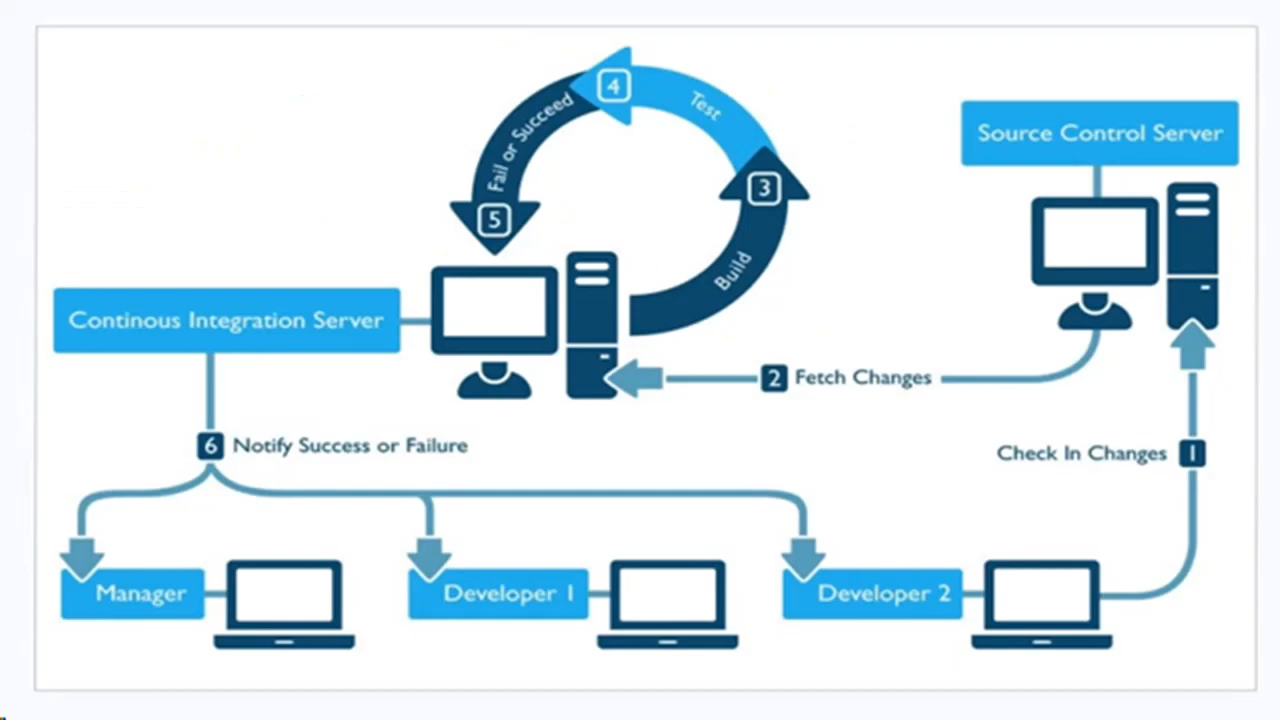 4
Test
Fail or Succeed
3
5
Build
Source Control Server
Continous Integration Server
2 Fetch Changes
6 Notify Success or Failure
Check In Changes 1
Manager
Developer 1
Developer 2